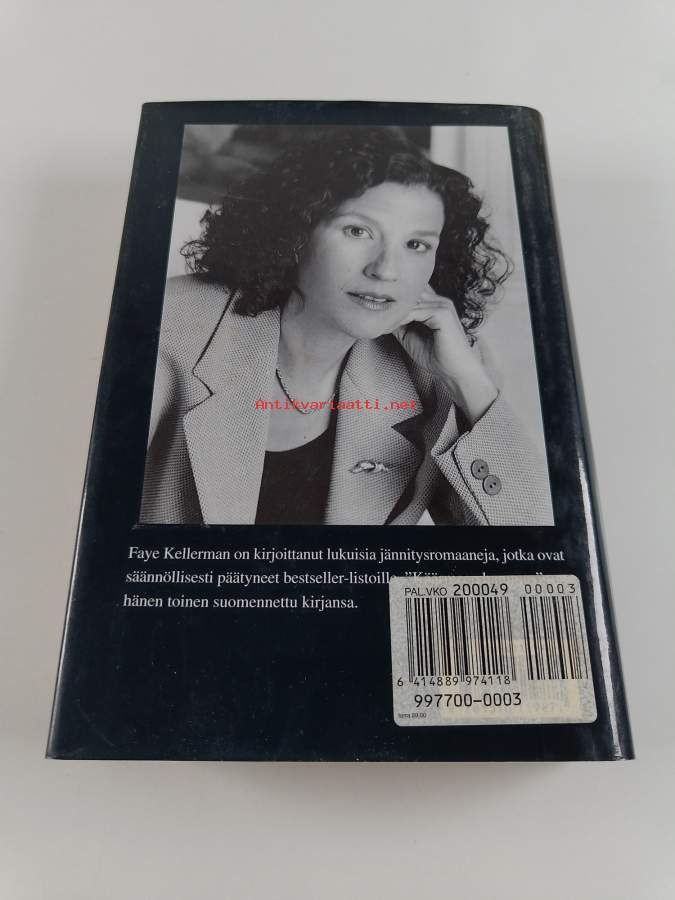 Antikvariaatti.net
Faye Kellerman on kirjoittanut lukuisia jännitysromaaneja, jotka ovat
säännöllisesti päätyneet bestseller-listoille.
hänen toinen suomennettu kirjansa.
PAL.VKO 200049 00003
6 414889 974118
997700-0003